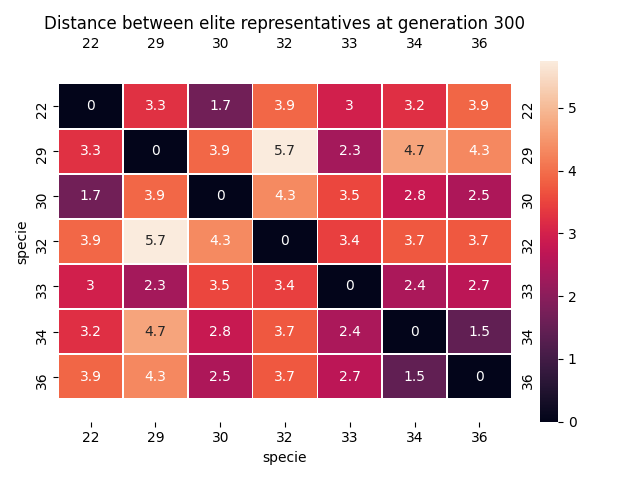 Distance between elite representatives at generation 300
22 29 30 32 33 34 36
22 0 3.3 1.7 3.9 3 3.2 3.9 22
29 3.3 0 3.9 5.7 2.3 4.7 4.3 29
30 1.7 3.9 0 4.3 3.5 2.8 2.5 30
32 3.9 5.7 4.3 0 3.4 3.7 3.7 32
33 3 2.3 3.5 3.4 0 2.4 2.7 33
34 3.2 4.7 2.8 3.7 2.4 0 1.5 34
36 3.9 4.3 2.5 3.7 2.7 1.5 0 36
22 29 30 32 33 34 36
specie
specie
5
4
3
2
1
0